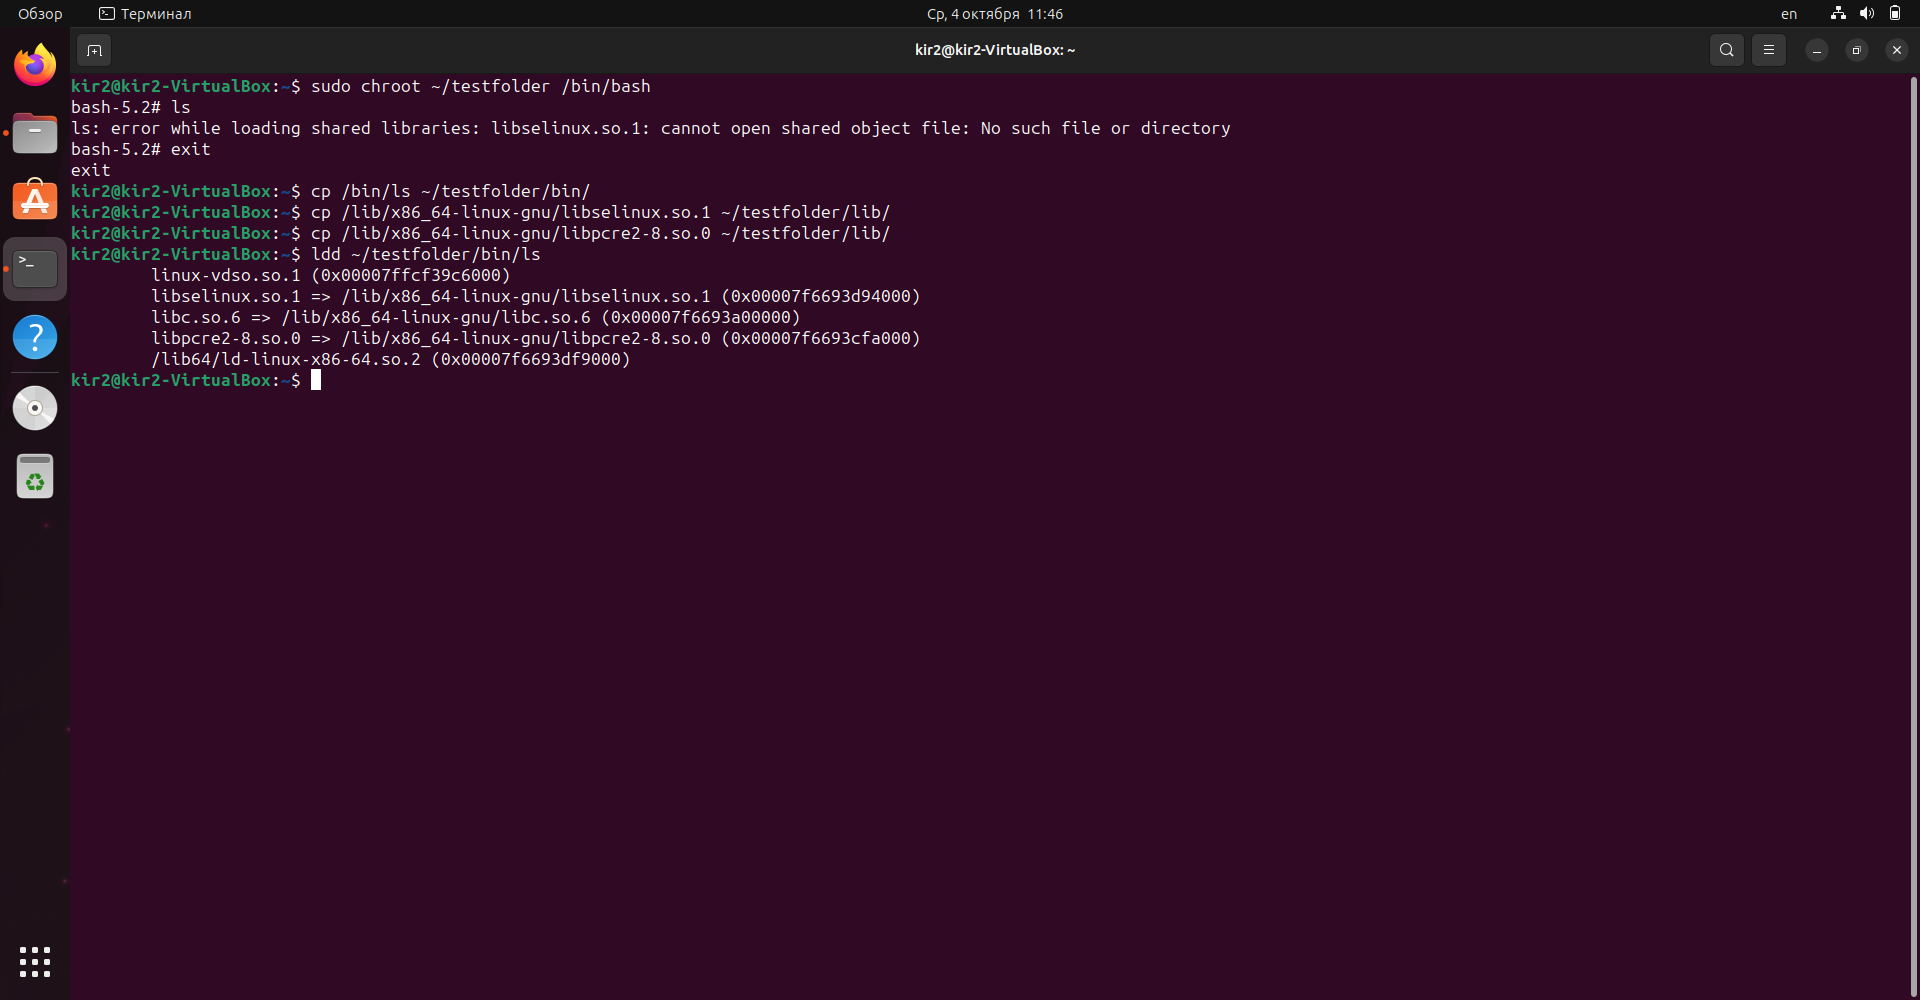 Обзор
Терминал
Ср, 4 октября 11:46
en
kir2@kir2-VirtualBox: ~
kir2@kir2-VirtualBox:~$ sudo chroot ~/testfolder /bin/bash
bash-5.2# ls
ls: error while loading shared libraries: libselinux.so.1: cannot open shared object file: No such file or directory
bash-5.2# exit
exit
kir2@kir2-VirtualBox:~$ cp /bin/ls ~/testfolder/bin/
kir2@kir2-VirtualBox:~$ cp /lib/x86_64-linux-gnu/libselinux.so.1 ~/testfolder/lib/
kir2@kir2-VirtualBox:~$ cp /lib/x86_64-linux-gnu/libpcre2-8.so.0 ~/testfolder/lib/
kir2@kir2-VirtualBox:~$ ldd ~/testfolder/bin/ls
linux-vdso.so.1 (0x00007ffcf39c6000)
libselinux.so.1 => /lib/x86_64-linux-gnu/libselinux.so.1 (0x00007f6693d94000)
libc.so.6 => /lib/x86_64-linux-gnu/libc.so.6 (0x00007f6693a00000)
libpcre2-8.so.0 => /lib/x86_64-linux-gnu/libpcre2-8.so.0 (0x00007f6693cfa000)
/lib64/ld-linux-x86-64.so.2 (0x00007f6693df9000)
kir2@kir2-VirtualBox:~$